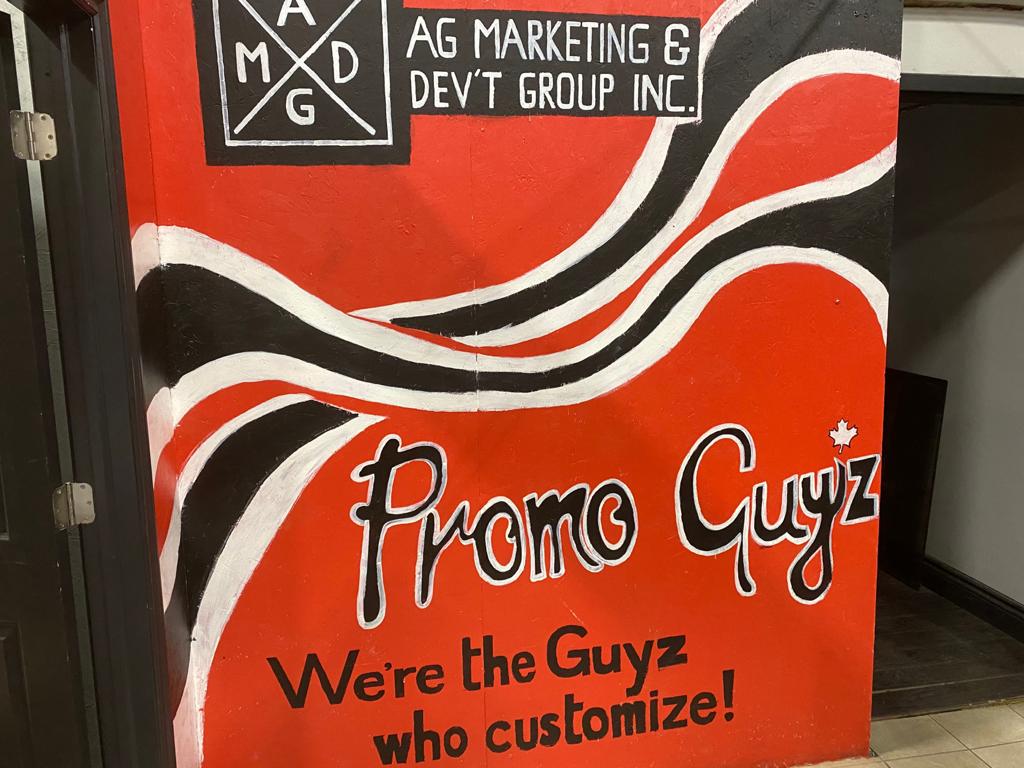 A
M D
G
AG MARKETING &
DEV'T GROUP INC.
Promo Guy'z
We're the Guyz
who customize!